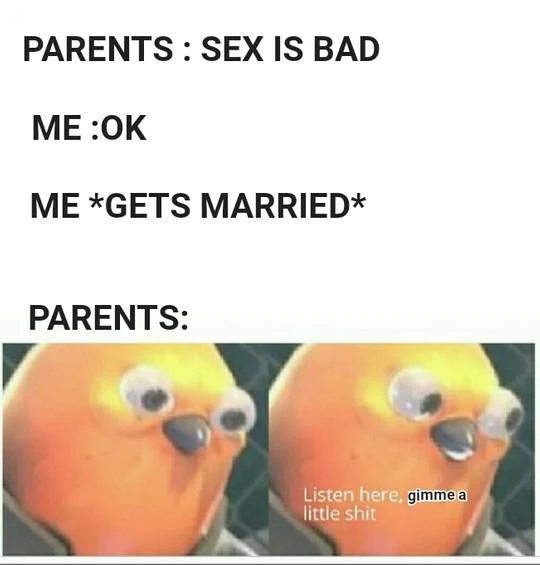 PARENTS : SEX IS BAD
ME :OK
ME *GETS MARRIED*
PARENTS:
Listen here, gimme a
little shit